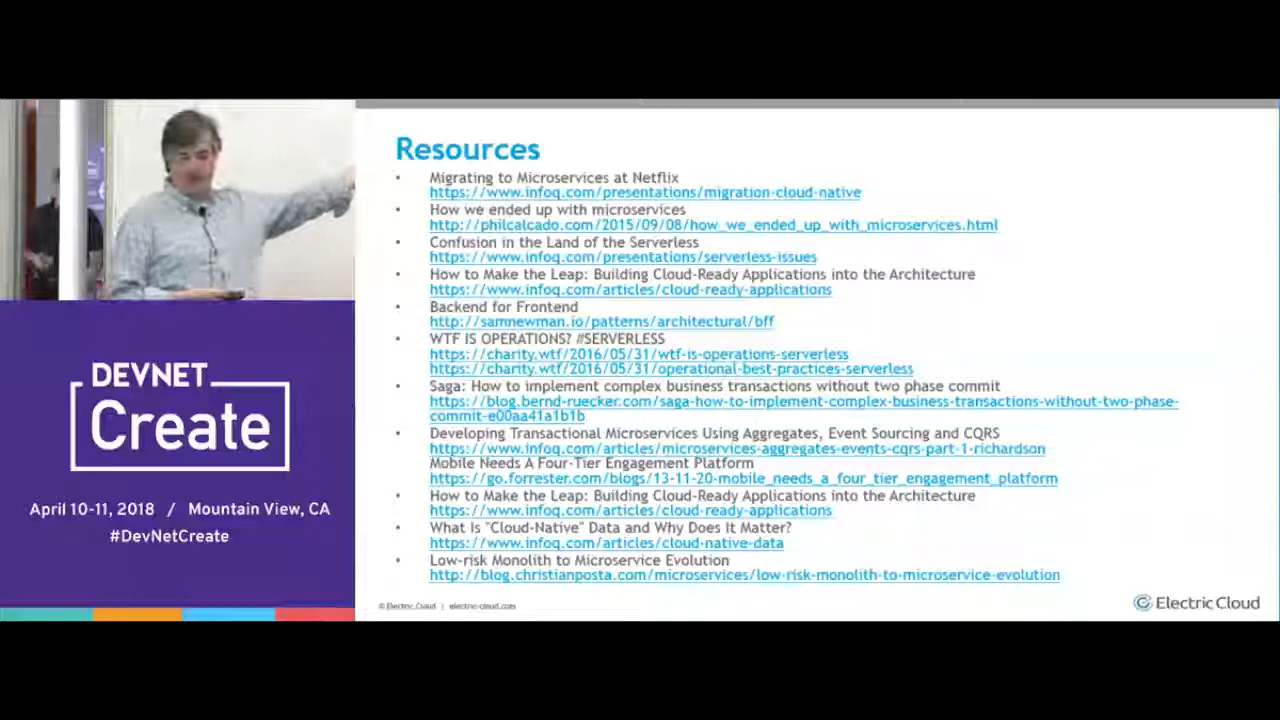 Resources
• Migrating to Microservices at Netflix
https://www.infoq.com/presentations/migration-cloud-native
• How we ended up with microservices
http://philcalcado.com/2015/09/08/how_we_ended_up_with_microservices.html
• Confusion in the Land of the Serverless
https://www.infoq.com/presentations/serverless-issues
• How to Make the Leap: Building Cloud-Ready Applications into the Architecture
https://www.infoq.com/articles/cloud-ready-applications
• Backend for Frontend
http://samnewman.io/patterns/architectural/bff
• WTF IS OPERATIONS? #SERVERLESS
https://charity.wtf/2016/05/31/wtf-is-operations-serverless
https://charity.wtf/2016/05/31/operational-best-practices-serverless
• Saga: How to implement complex business transactions without two phase commit
https://blog.bernd-ruecker.com/saga-how-to-implement-complex-business-transactions-without-two-phase-
commit-e00aa41a1b1b
• Developing Transactional Microservices Using Aggregates, Event Sourcing and CQRS
https://www.infoq.com/articles/microservices-aggregates-events-cqrs-part-1-richardson
Mobile Needs A Four-Tier Engagement Platform
https://go.forrester.com/blogs/13-11-20-mobile_needs_a_four_tier_engagement_platform
• How to Make the Leap: Building Cloud-Ready Applications into the Architecture
https://www.infoq.com/articles/cloud-ready-applications
• What Is "Cloud-Native" Data and Why Does It Matter?
https://www.infoq.com/articles/cloud-native-data
• Low-risk Monolith to Microservice Evolution
http://blog.christianposta.com/microservices/low-risk-monolith-to-microservice-evolution
© Electric Cloud | electric-cloud.com
Electric Cloud
DEVNET
Create
April 10-11, 2018 / Mountain View, CA
#DevNetCreate